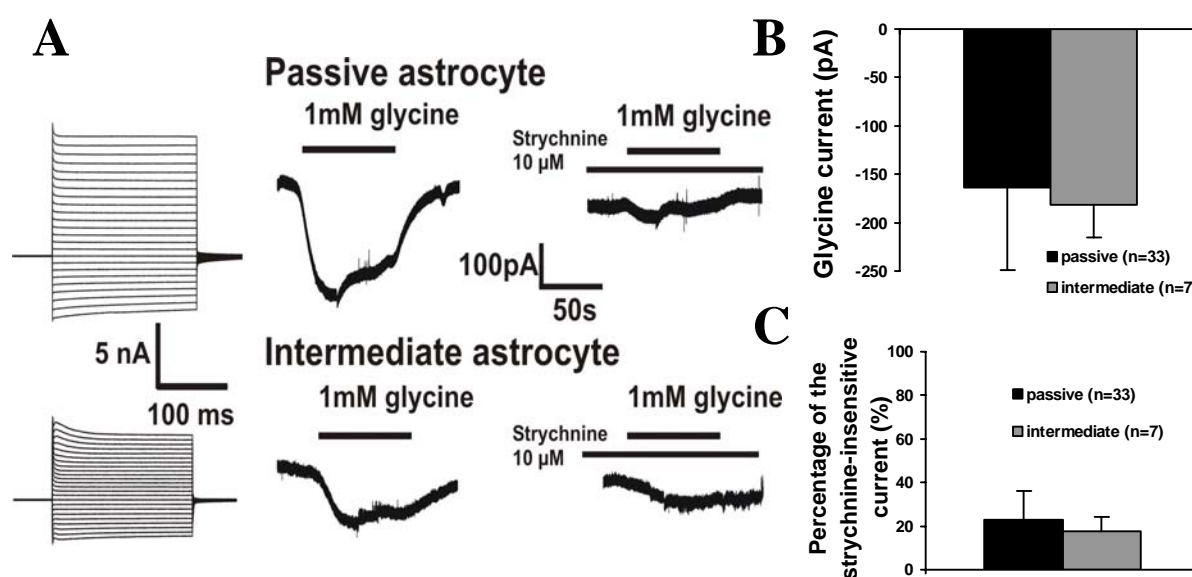 A
Passive astrocyte
1mM glycine
Strychnine
10 µM
1mM glycine
100pA
50s
5 nA
100 ms
Intermediate astrocyte
1mM glycine
Strychnine
10 µM
1mM glycine
B
Glycine current (pA)
0
-50
-100
-150
-200
-250
passive (n=33)
intermediate (n=7
C
Percentage of the
strychnine-insensitive
current (%)
100
80
60
40
20
0
passive (n=33)
intermediate (n=7)